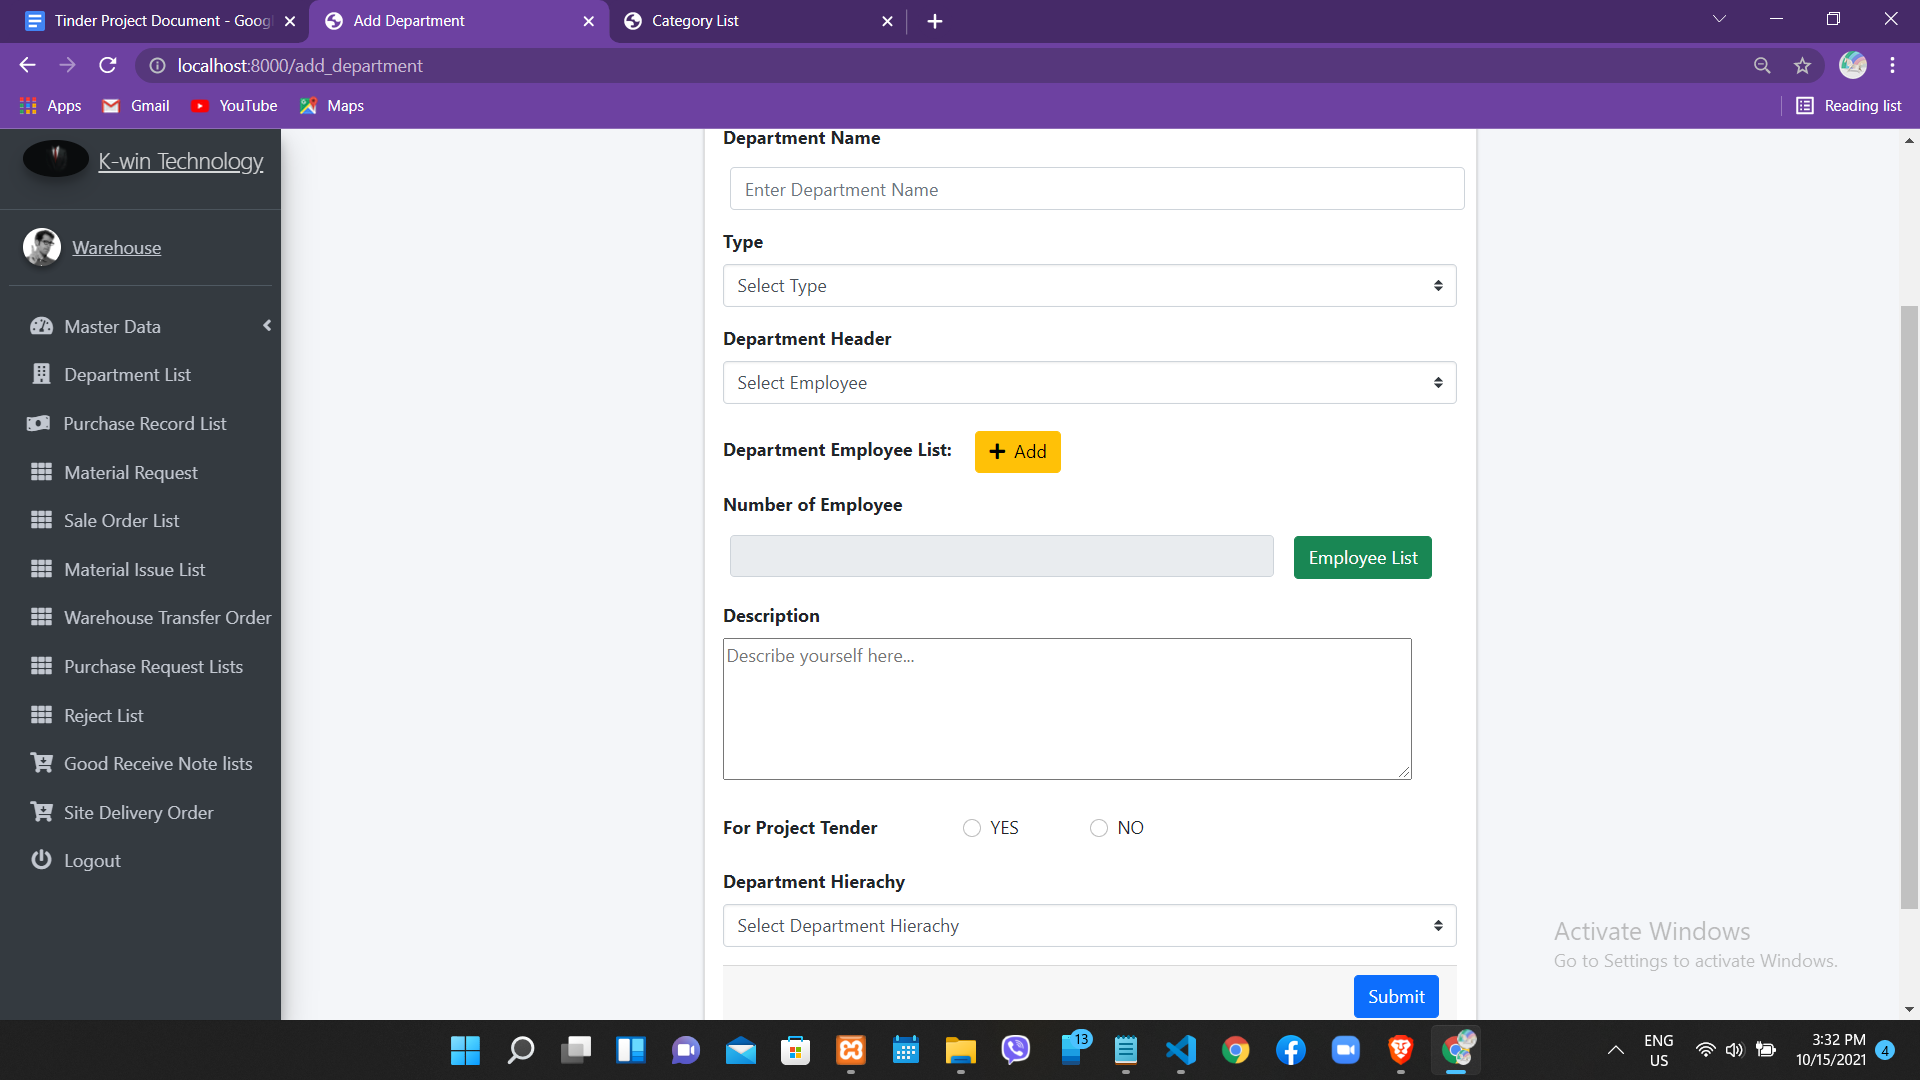 Tinder Project Document - Goog
Add Department
Category List
localhost:8000/add_department
Apps
Gmail
YouTube
Maps
Reading list
K-win Technology
Warehouse
Master Data
Department List
Purchase Record List
Material Request
Sale Order List
Material Issue List
Warehouse Transfer Order
Purchase Request Lists
Reject List
Good Receive Note lists
Site Delivery Order
Logout
Department Name
Enter Department Name
Type
Select Type
Department Header
Select Employee
Department Employee List:
Add
Number of Employee
Employee List
Description
Describe yourself here...
For Project Tender
YES
NO
Department Hierachy
Select Department Hierachy
Submit
Activate Windows
Go to Settings to activate Windows.
13
ENG
US
3:32 PM
10/15/2021
4